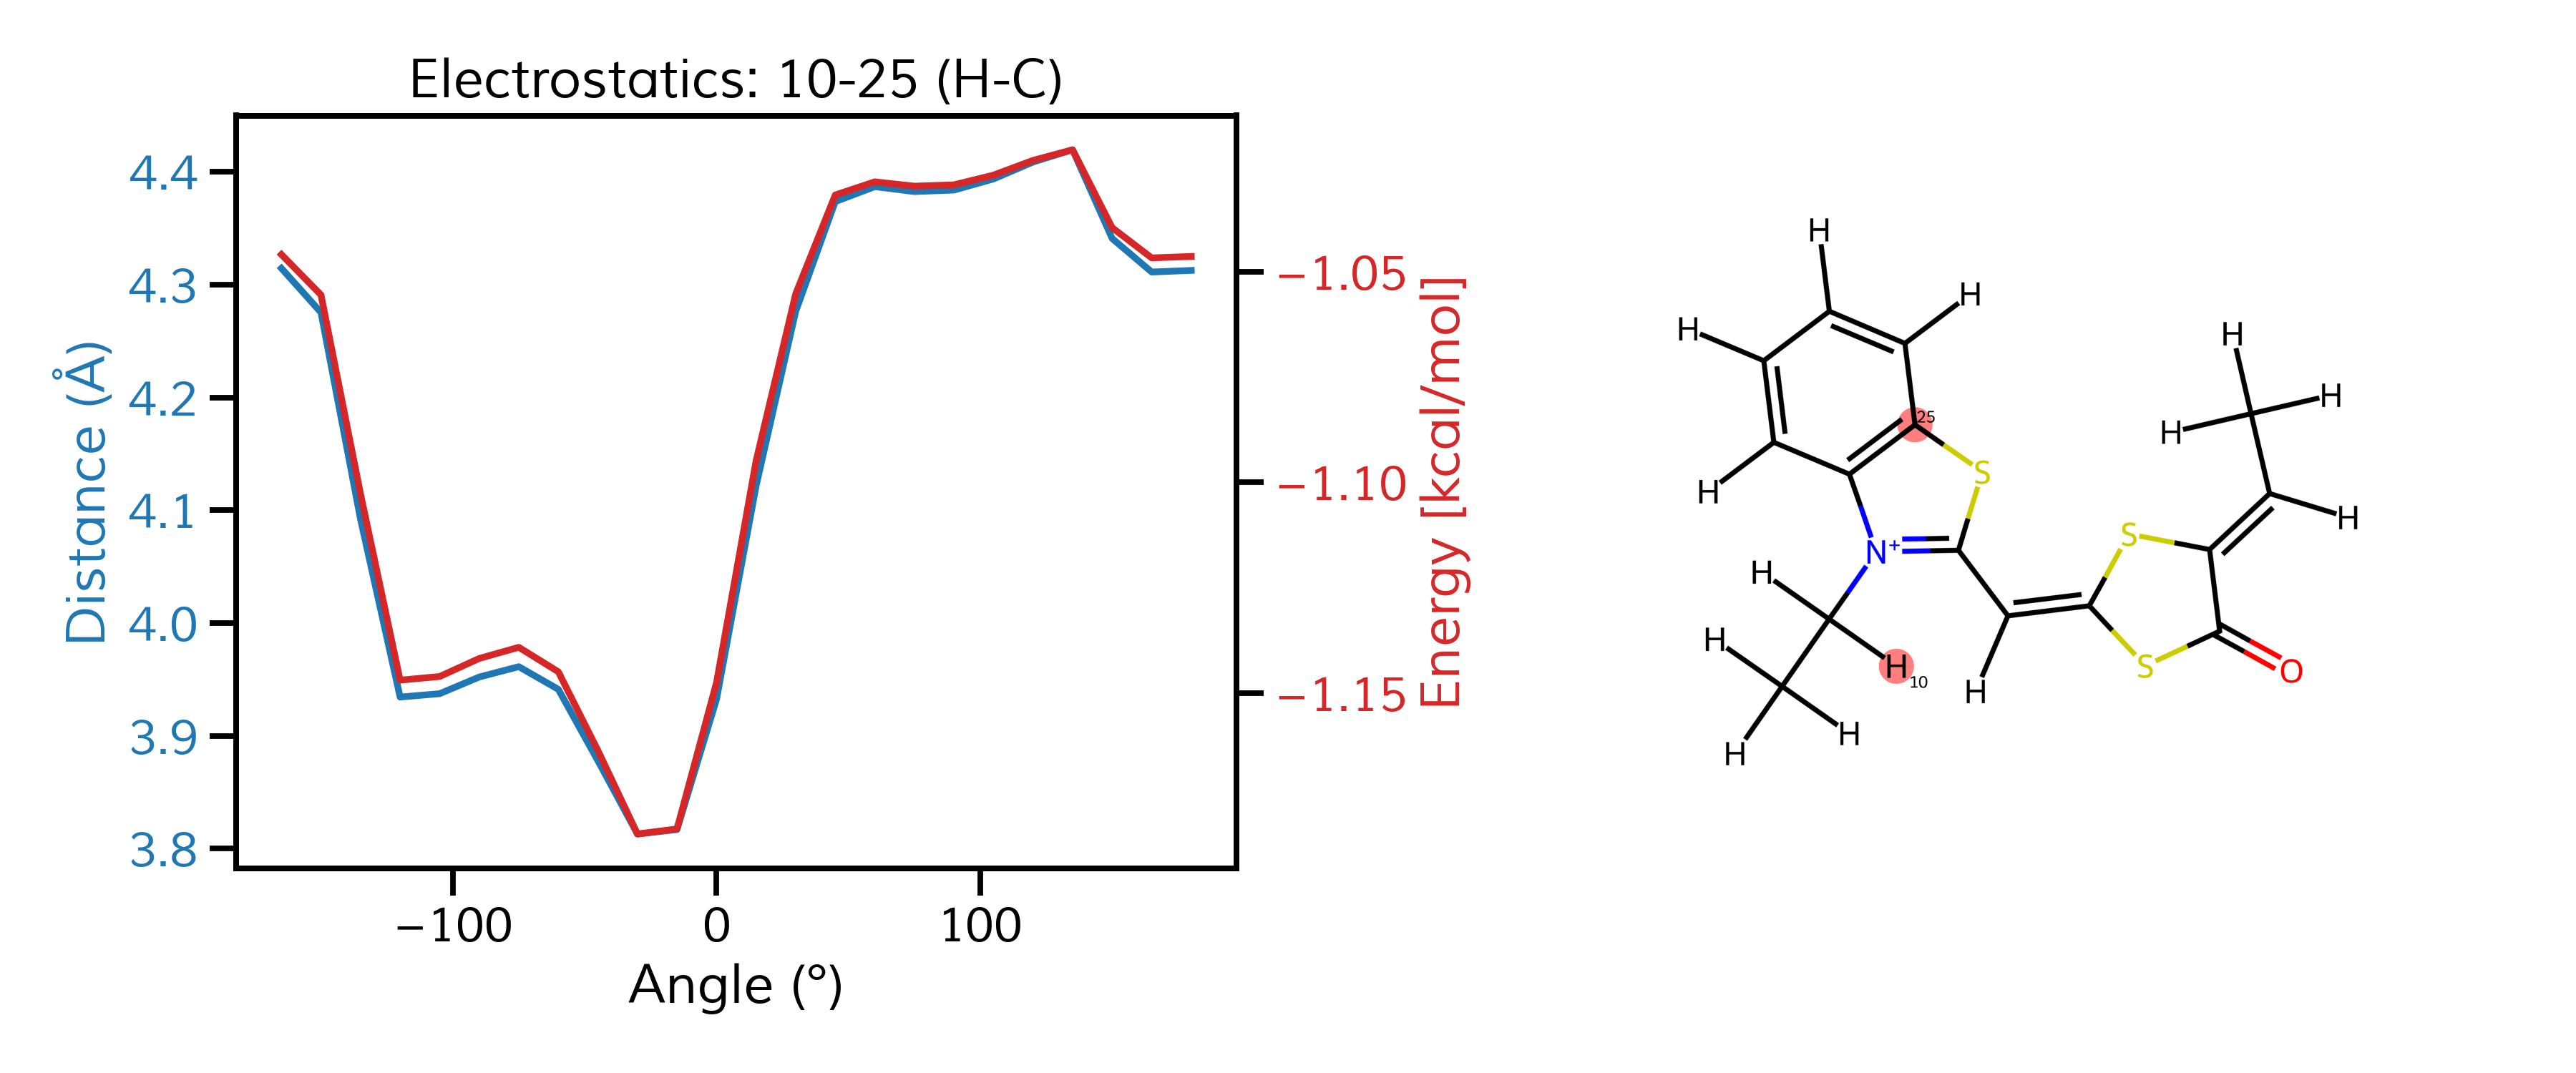 Electrostatics: 10-25 (H-C)
4.4
4.3
4.2
4.1
4.0
3.9
3.8
Distance (Å)
−100
0
100
Angle (°)
−1.05
−1.10
−1.15
Energy [kcal/mol]
H
H
H
H
H
H
H
25
S
H
H
S
N⁺
H
H
S
O
H
10
H
H
H